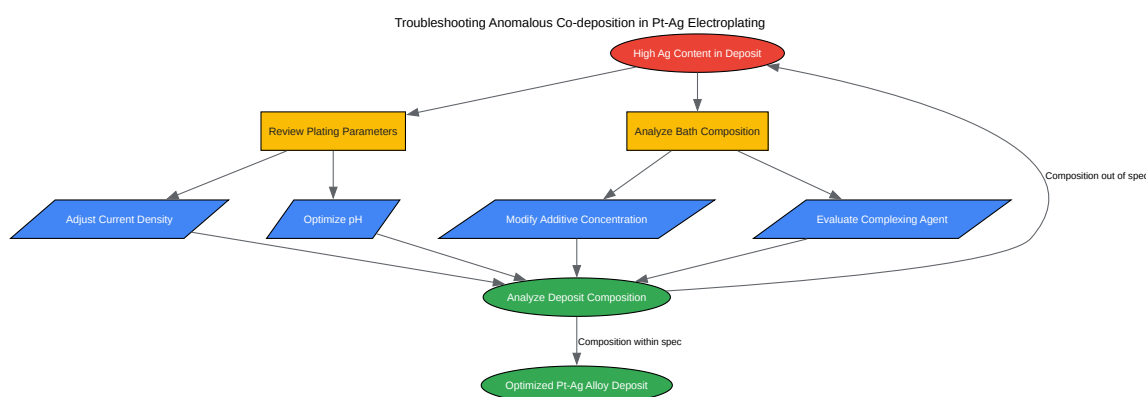 Troubleshooting Anomalous Co-deposition in Pt-Ag Electroplating
High Ag Content in Deposit
Review Plating Parameters
Analyze Bath Composition
Composition out of spec
Adjust Current Density
Optimize pH
Modify Additive Concentration
Evaluate Complexing Agent
Analyze Deposit Composition
Composition within spec
Optimized Pt-Ag Alloy Deposit